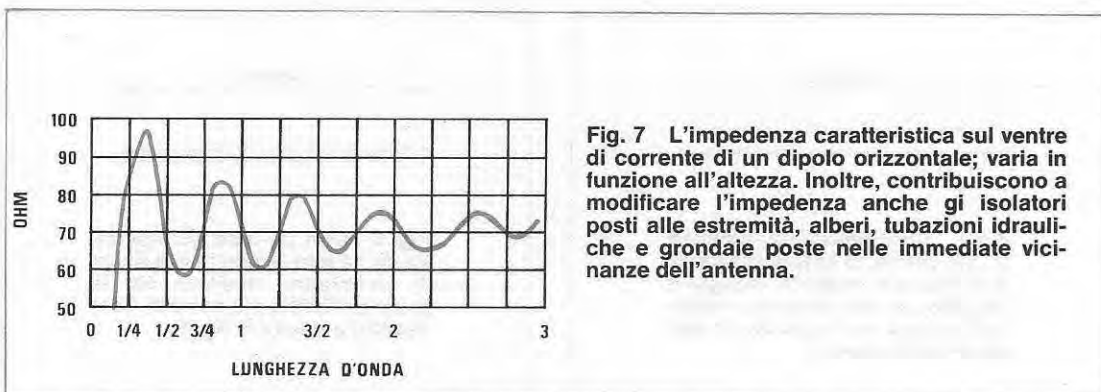 100
90
80
70
60
50
OHM
0 1/4 1/2 3/4 1 3/2 2 3
LUNGHEZZA D'ONDA
Fig. 7 L'impedenza caratteristica sul ventre
di corrente di un dipolo orizzontale; varia in
funzione all'altezza. Inoltre, contribuiscono a
modificare l'impedenza anche gi isolatori
posti alle estremità, alberi, tubazioni idrauli-
che e grondaie poste nelle immediate vici-
nanze dell'antenna.